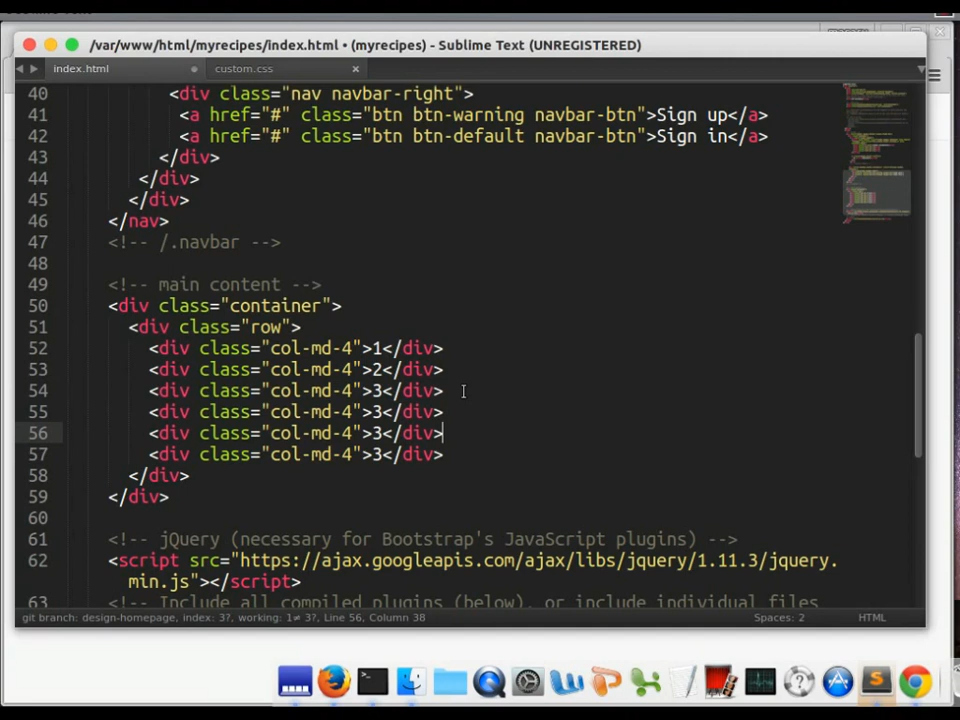 /var/www/html/myrecipes/index.html • (myrecipes) - Sublime Text (UNREGISTERED)
index.html
custom.css
40 <div class="nav navbar-right">
41 <a href="#" class="btn btn-warning navbar-btn">Sign up</a>
42 <a href="#" class="btn btn-default navbar-btn">Sign in</a>
43 </div>
44 </div>
45 </div>
46 </nav>
47 <!-- /.navbar -->
48
49 <!-- main content -->
50 <div class="container">
51 <div class="row">
52 <div class="col-md-4">1</div>
53 <div class="col-md-4">2</div>
54 <div class="col-md-4">3</div>
55 <div class="col-md-4">3</div>
56 <div class="col-md-4">3</div>
57 <div class="col-md-4">3</div>
58 </div>
59 </div>
60
61 <!-- jQuery (necessary for Bootstrap's JavaScript plugins) -->
62 <script src="https://ajax.googleapis.com/ajax/libs/jquery/1.11.3/jquery.
min.js"></script>
63 <!-- Include all compiled plugins (below), or include individual files
git branch: design-homepage, index: 37, working: 1≠ 37, Line 56, Column 38
Spaces: 2
HTML